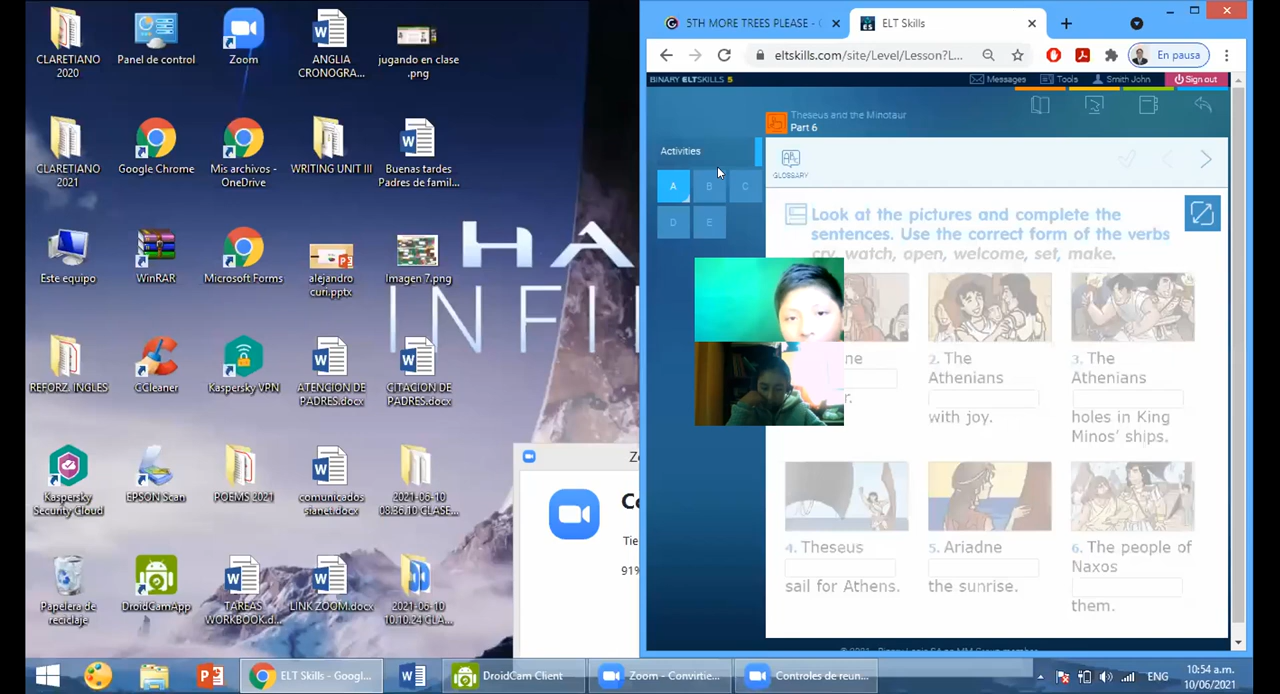 CLARETIANO 2020
Panel de control
Zoom
ANGLIA CRONOGRA...
jugando en clase .png
CLARETIANO 2021
Google Chrome
Mis archivos - OneDrive
WRITING UNIT III
Buenas tardes Padres de famil...
Este equipo
WinRAR
Microsoft Forms
alejandro curi.pptx
Imagen 7.png
REFORZ. INGLES
CCleaner
Kaspersky VPN
ATENCION DE PADRES.docx
CITACION DE PADRES.docx
Kaspersky Security Cloud
EPSON Scan
POEMS 2021
comunicados sianet.docx
2021-06-10 08.36.10 CLASE...
Papelera de reciclaje
DroidCamApp
TAREAS WORKBOOK.d...
LINK ZOOM.docx
2021-06-10 10.10.24 CLA...
HA
INFI
Co
Tie
91%
5TH MORE TREES PLEASE -
ELT Skills
eltskills.com/site/Level/Lesson?L...
En pausa
BINARY ELTSKILLS 5
Messages
Tools
Smith John
Sign out
Theseus and the Minotaur
Part 6
Activities
A B C
D E
GLOSSARY
Look at the pictures and complete the
sentences. Use the correct form of the verbs
cry, watch, open, welcome, set, make.
ne
r.
2. The
Athenians
with joy.
3. The
Athenians
holes in King
Minos' ships.
4. Theseus
sail for Athens.
5. Ariadne
the sunrise.
6. The people of
Naxos
them.
ELT Skills - Googl...
DroidCam Client
Zoom - Convirtie...
Controles de reun...
ENG
10:54 a.m.
10/06/2021